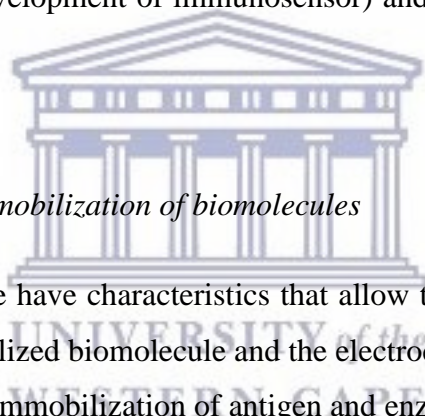 velopment of immunosensor) and
mobilization of biomolecules
e have characteristics that allow t
UNIVERSITY of the
lized biomolecule and the electrod
WESTERN CAPE
mmobilization of antigen and enz